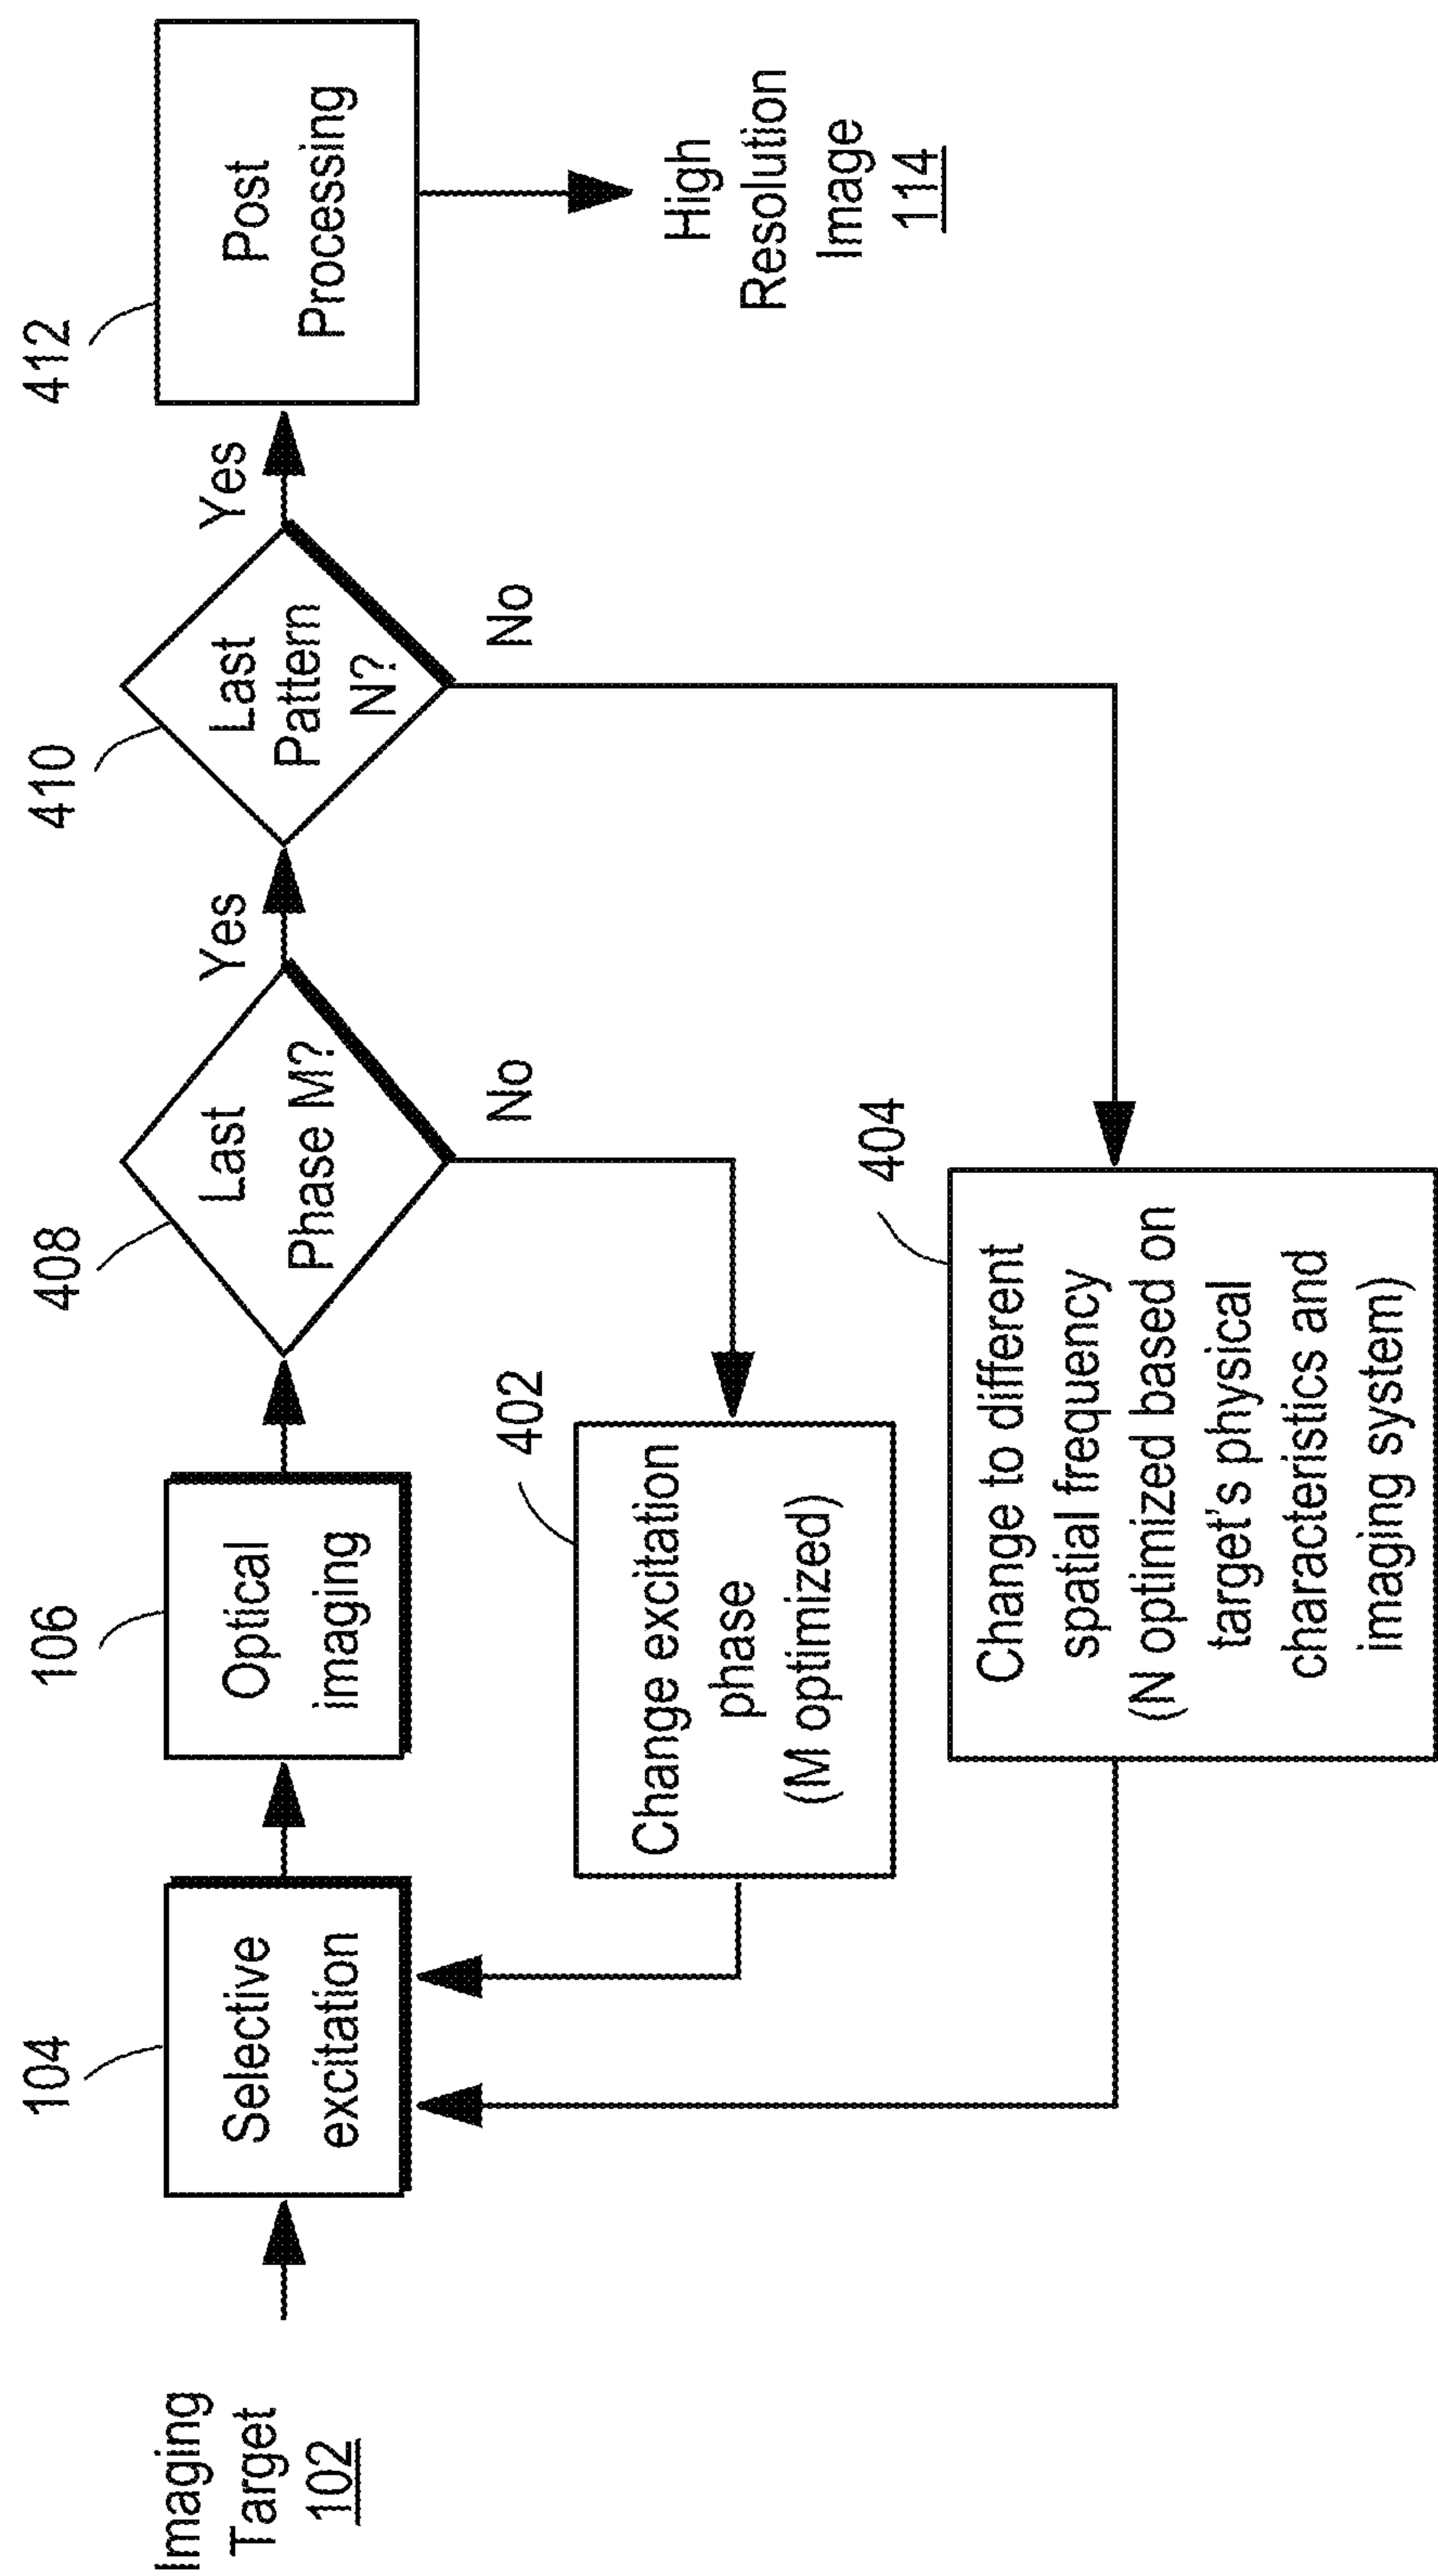 Imaging
Target
102
104
Selective
excitation
106
Optical
imaging
408
Last
Phase M?
Yes
No
410
Last
Pattern
N?
Yes
No
412
Post
Processing
High
Resolution
Image
114
402
Change excitation
phase
(M optimized)
404
Change to different
spatial frequency
(N optimized based on
target's physical
characteristics and
imaging system)